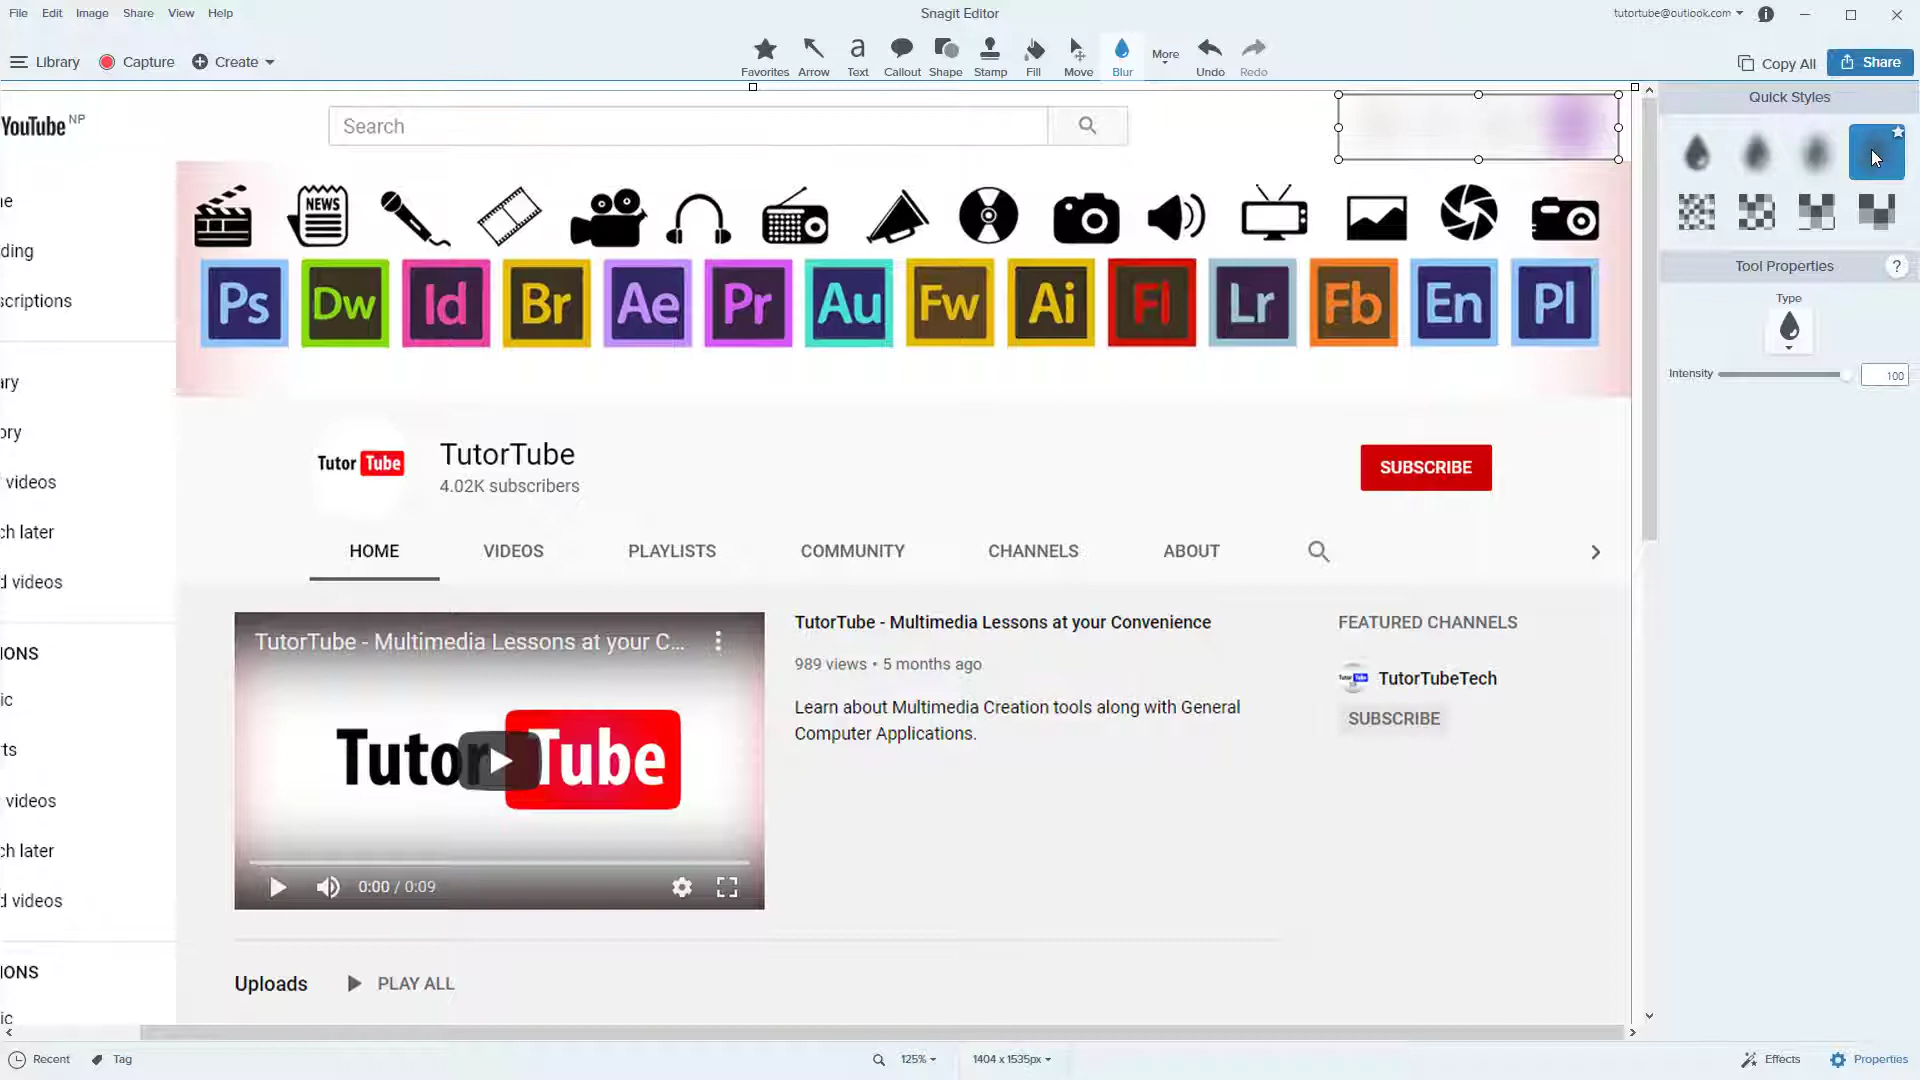 File Edit Image Share View Help
Snagit Editor
tutortube@outlook.com
Library Capture Create
Favorites Arrow Text Callout Shape Stamp Fill Move Blur More Undo Redo
Copy All Share
Quick Styles
YouTube NP
Search
NEWS
Ps Dw Id Br Ae Pr Au Fw Ai Fl Lr Fb En Pl
Tool Properties ?
Type
Intensity 100
ne
ding
scriptions
ary
ory
videos
ch later
d videos
IONS
ic
ts
videos
ch later
d videos
IONS
ic
Tutor Tube
TutorTube
4.02K subscribers
SUBSCRIBE
HOME VIDEOS PLAYLISTS COMMUNITY CHANNELS ABOUT
TutorTube - Multimedia Lessons at your C...
Tutor Tube
0:00 / 0:09
TutorTube - Multimedia Lessons at your Convenience
989 views • 5 months ago
Learn about Multimedia Creation tools along with General
Computer Applications.
FEATURED CHANNELS
TutorTubeTech
SUBSCRIBE
Uploads PLAY ALL
Recent Tag
125% 1404 x 1535px
Effects Properties